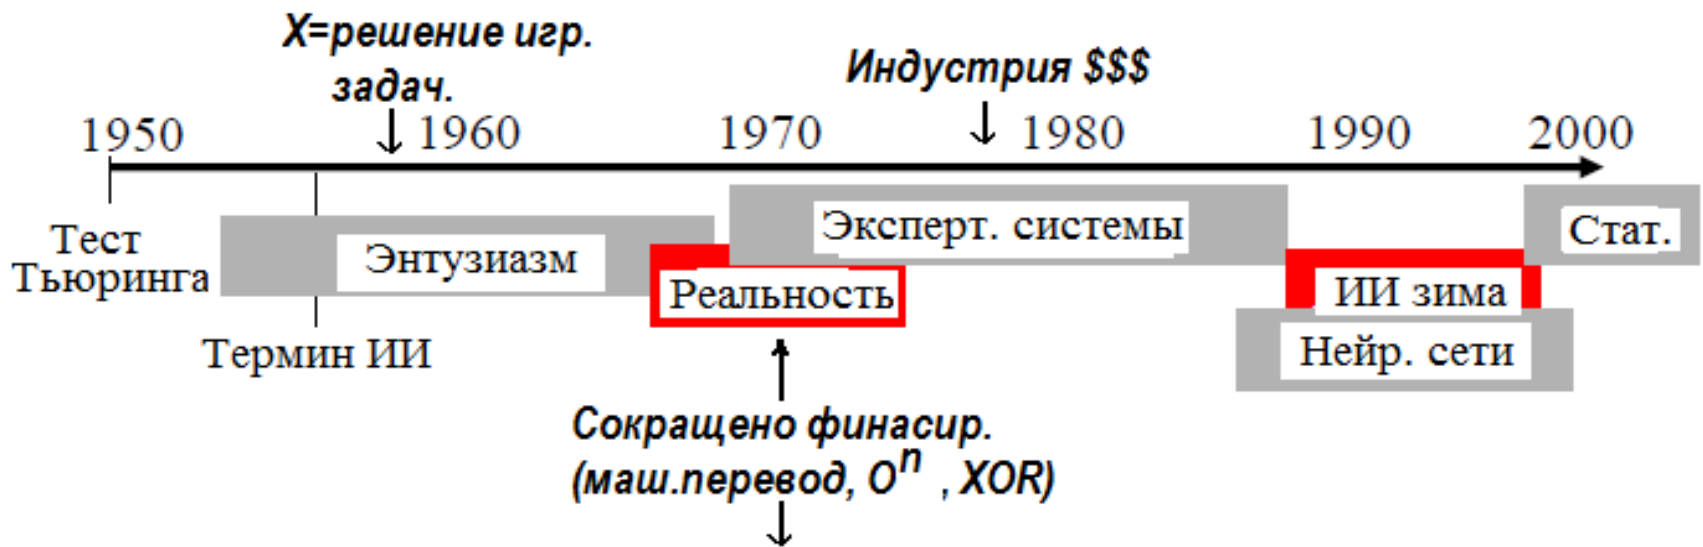 X=решение игр.
задач.
Индустрия $$$
1950 1960 1970 1980 1990 2000
Тест
Тьюринга
Энтузиазм
Эксперт. системы
Стат.
Реальность
ИИ зима
Термин ИИ
Нейр. сети
Сокращено финасир.
(маш.перевод, Oⁿ , XOR)